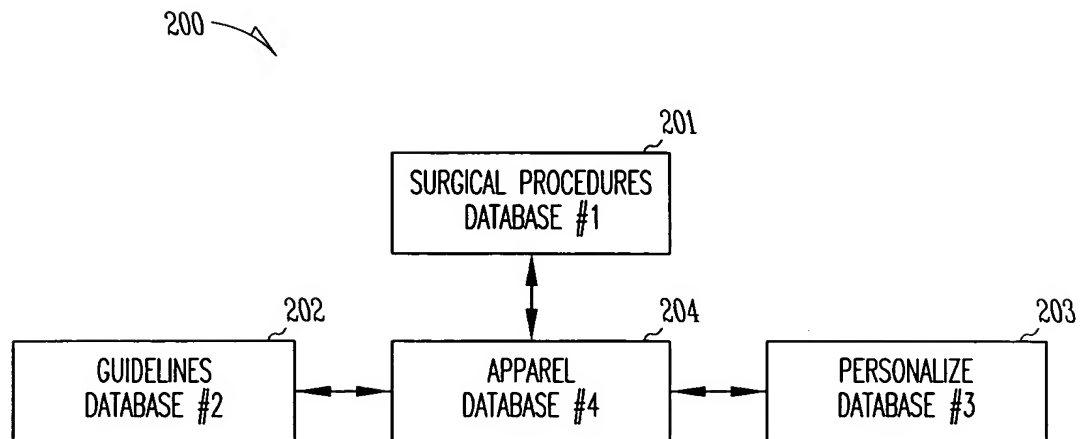 200
201
SURGICAL PROCEDURES
DATABASE #1
202
GUIDELINES
DATABASE #2
204
APPAREL
DATABASE #4
203
PERSONALIZE
DATABASE #3